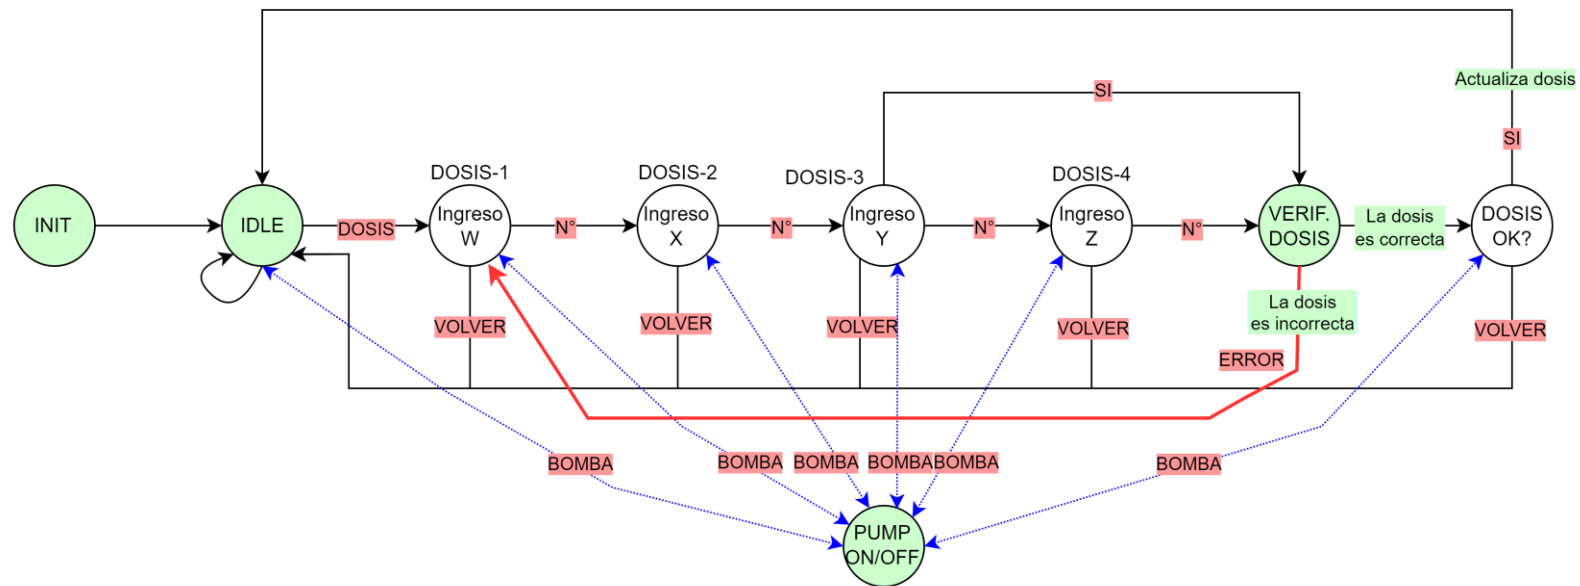 Actualiza dosis
SI
SI
DOSIS-1
DOSIS-2
DOSIS-3
DOSIS-4
INIT
IDLE
DOSIS
Ingreso
W
N°
Ingreso
X
N°
Ingreso
Y
N°
Ingreso
Z
N°
VERIF.
DOSIS
La dosis
es correcta
DOSIS
OK?
VOLVER
VOLVER
VOLVER
VOLVER
La dosis
es incorrecta
VOLVER
ERROR
BOMBA
BOMBA
BOMBA
BOMBA
BOMBA
BOMBA
PUMP
ON/OFF